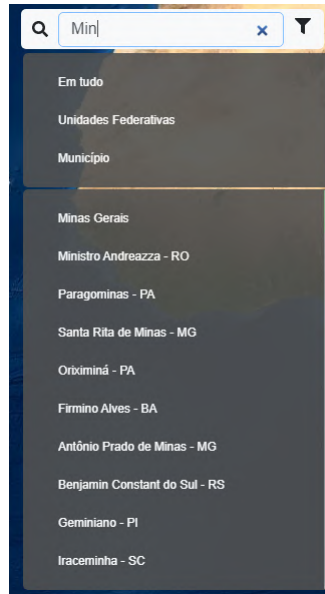 Min
Em tudo
Unidades Federativas
Município
Minas Gerais
Ministro Andreazza - RO
Paragominas - PA
Santa Rita de Minas - MG
Oriximiná - PA
Firmino Alves - BA
Antônio Prado de Minas - MG
Benjamin Constant do Sul - RS
Geminiano - PI
Iraceminha - SC